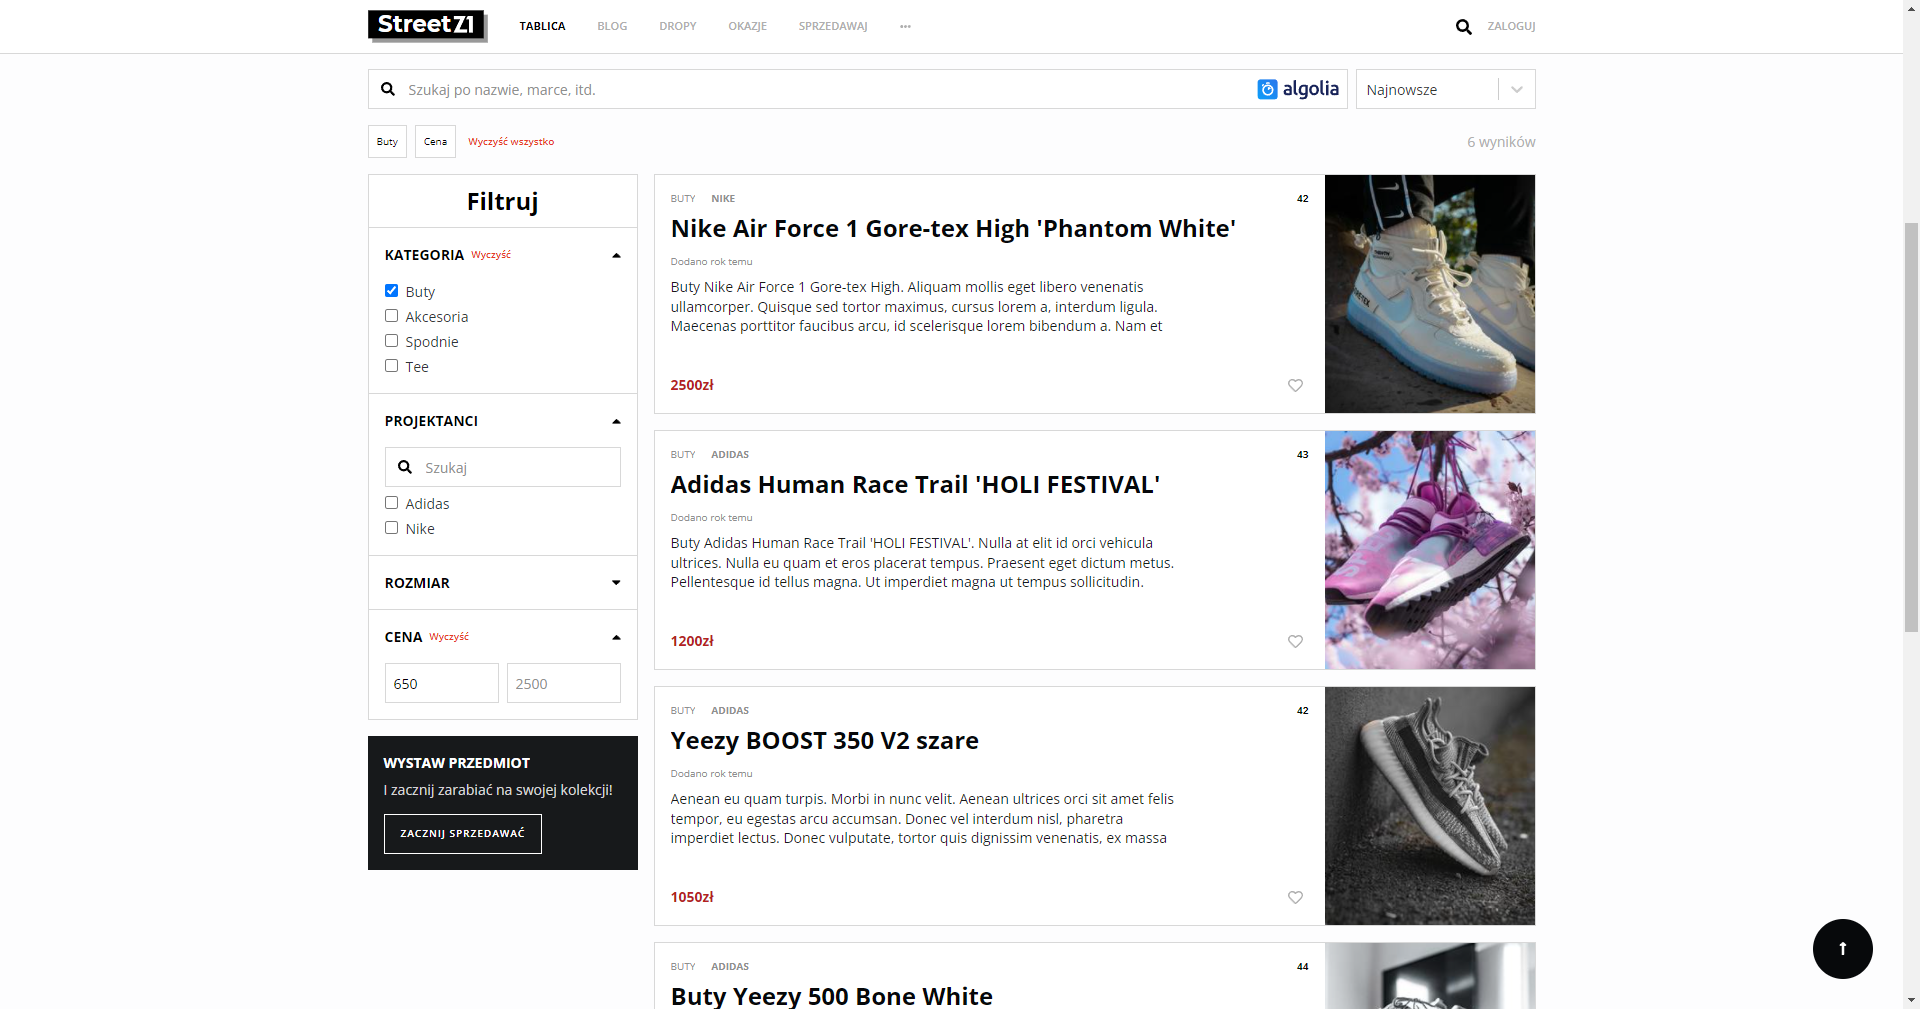 StreetZ1
TABLICA
BLOG
DROPY
OKAZJE
SPRZEDAWAJ
ZALOGUJ
Szukaj po nazwie, marce, itd.
algolia
Najnowsze
Buty
Cena
Wyczyść wszystko
6 wyników
Filtruj
KATEGORIA Wyczyść
Buty
Akcesoria
Spodnie
Tee
PROJEKTANCI
Szukaj
Adidas
Nike
ROZMIAR
CENA Wyczyść
650
2500
WYSTAW PRZEDMIOT
I zacznij zarabiać na swojej kolekcji!
ZACZNIJ SPRZEDAWAĆ
BUTY NIKE 42
Nike Air Force 1 Gore-tex High 'Phantom White'
Dodano rok temu
Buty Nike Air Force 1 Gore-tex High. Aliquam mollis eget libero venenatis
ullamcorper. Quisque sed tortor maximus, cursus lorem a, interdum ligula.
Maecenas porttitor faucibus arcu, id scelerisque lorem bibendum a. Nam et
2500zł
BUTY ADIDAS 43
Adidas Human Race Trail 'HOLI FESTIVAL'
Dodano rok temu
Buty Adidas Human Race Trail 'HOLI FESTIVAL'. Nulla at elit id orci vehicula
ultrices. Nulla eu quam et eros placerat tempus. Praesent eget dictum metus.
Pellentesque id tellus magna. Ut imperdiet magna ut tempus sollicitudin.
1200zł
BUTY ADIDAS 42
Yeezy BOOST 350 V2 szare
Dodano rok temu
Aenean eu quam turpis. Morbi in nunc velit. Aenean ultrices orci sit amet felis
tempor, eu egestas arcu accumsan. Donec vel interdum nisl, pharetra
imperdiet lectus. Donec vulputate, tortor quis dignissim venenatis, ex massa
1050zł
BUTY ADIDAS 44
Buty Yeezy 500 Bone White